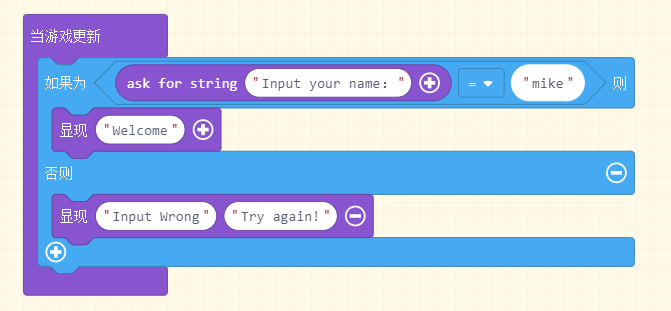 当游戏更新
如果为 ask for string "Input your name: " = "mike" 则
显现 "Welcome"
否则
显现 "Input Wrong" "Try again!"